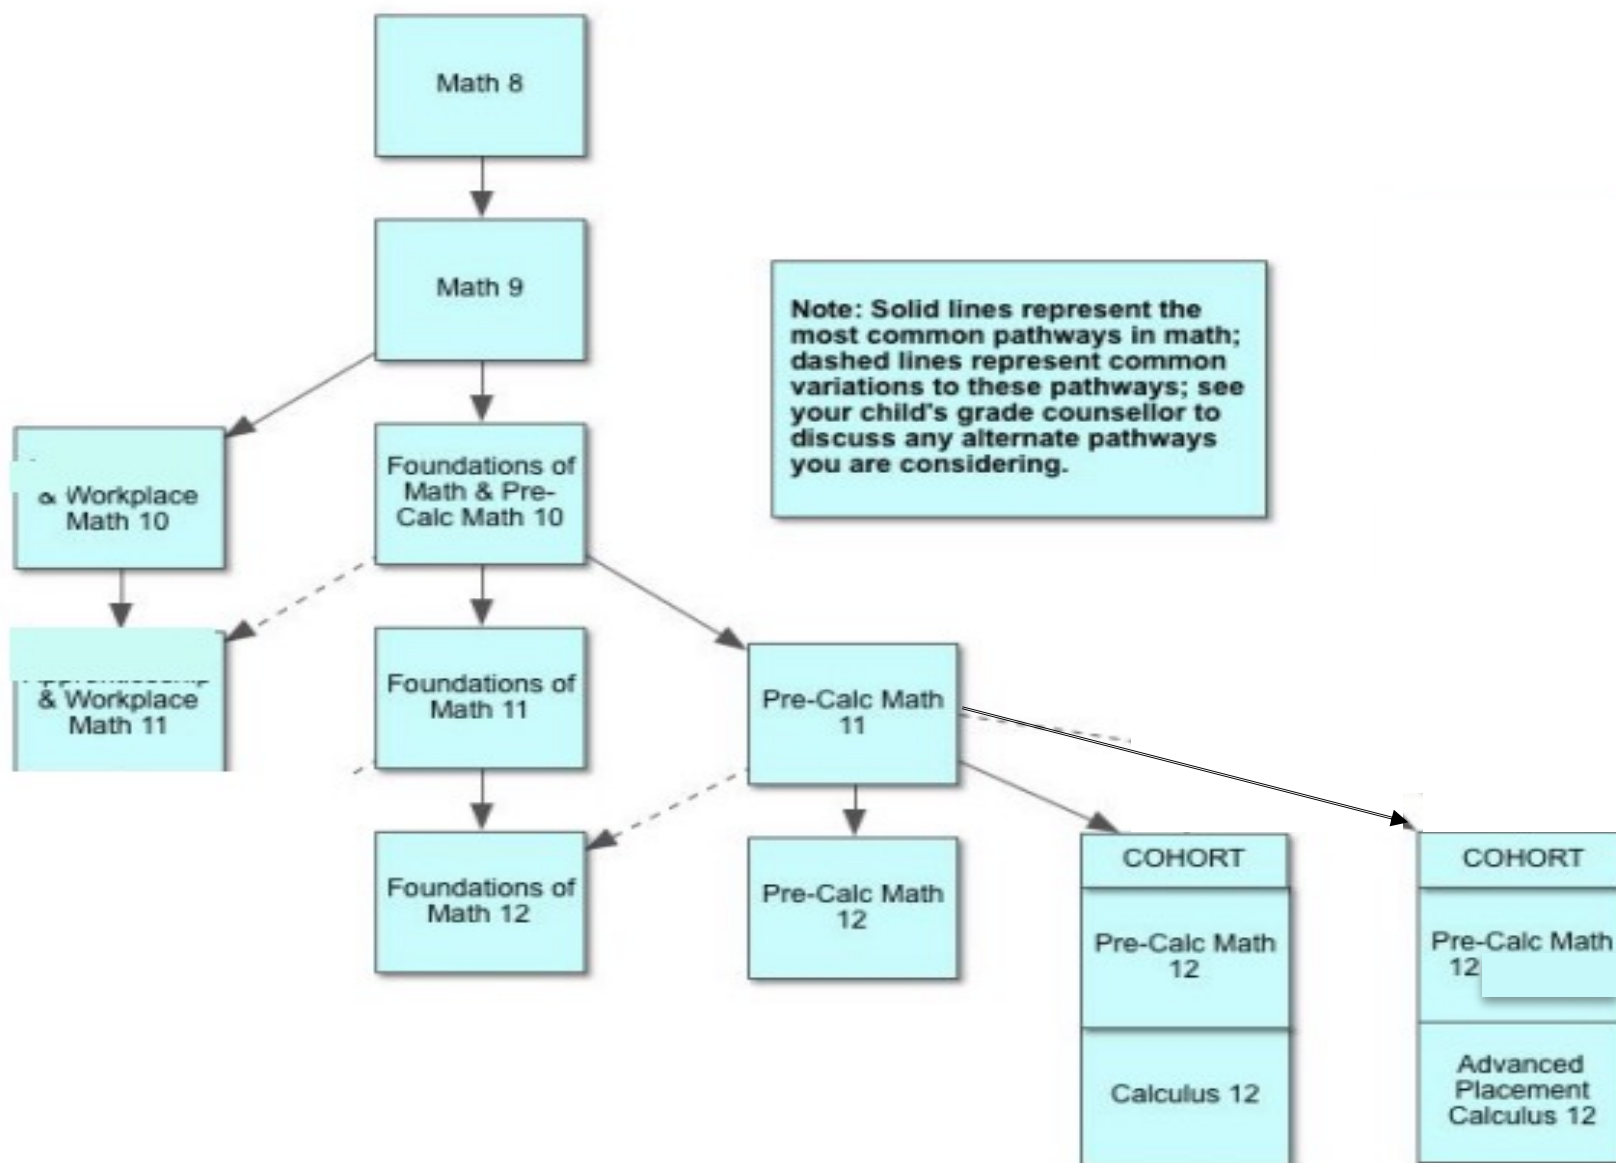 Math 8
Math 9
Note: Solid lines represent the
most common pathways in math;
dashed lines represent common
variations to these pathways; see
your child's grade counsellor to
discuss any alternate pathways
you are considering.
& Workplace
Math 10
Foundations of
Math & Pre-
Calc Math 10
& Workplace
Math 11
Foundations of
Math 11
Pre-Calc Math
11
Foundations of
Math 12
Pre-Calc Math
12
COHORT
Pre-Calc Math
12
Calculus 12
COHORT
Pre-Calc Math
12
Advanced
Placement
Calculus 12